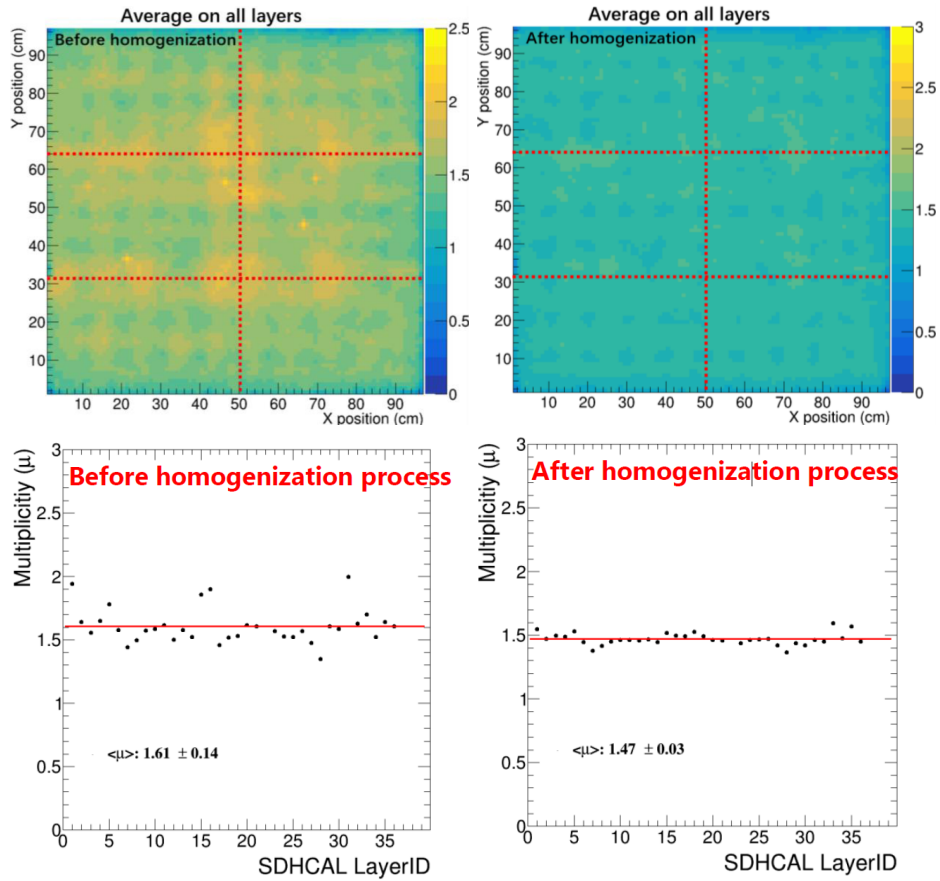 Average on all layers
Before homogenization
Y position (cm)
90
80
70
60
50
40
30
20
10
10 20 30 40 50 60 70 80 90
X position (cm)
2.5
2
1.5
1
0.5
0
Average on all layers
After homogenization
Y position (cm)
90
80
70
60
50
40
30
20
10
10 20 30 40 50 60 70 80 90
X position (cm)
3
2.5
2
1.5
1
0.5
0
Before homogenization process
Multiplicitiy (μ)
3
2.5
2
1.5
1
0.5
0
<μ>: 1.61 ± 0.14
0 5 10 15 20 25 30 35
SDHCAL LayerID
After homogenization process
Multiplicity (μ)
3
2.5
2
1.5
1
0.5
0
<μ>: 1.47 ± 0.03
0 5 10 15 20 25 30 35
SDHCAL LayerID